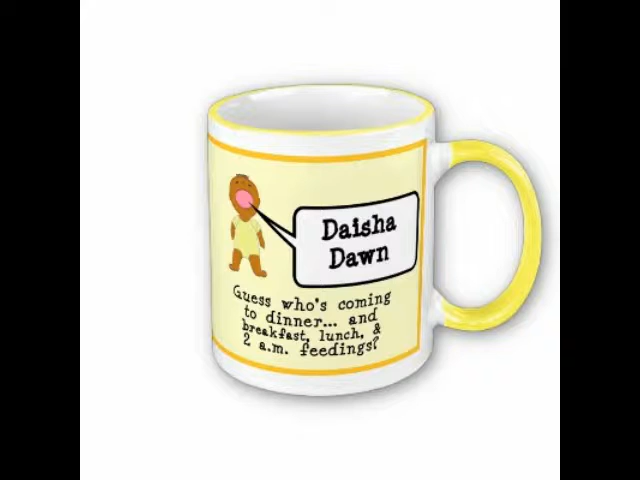 Daisha
Dawn
Guess who's coming
to dinner... and
breakfast, lunch, &
2 a.m. feedings?